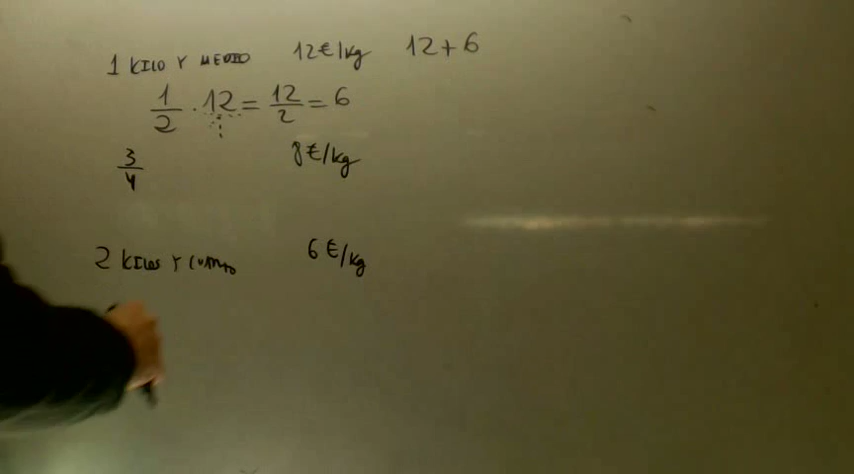 1 KILO Y MEDIO 12€/kg 12+6
1/2 · 12 = 12/2 = 6
3/4 8€/kg
2 KILOS Y CUARTO 6€/kg